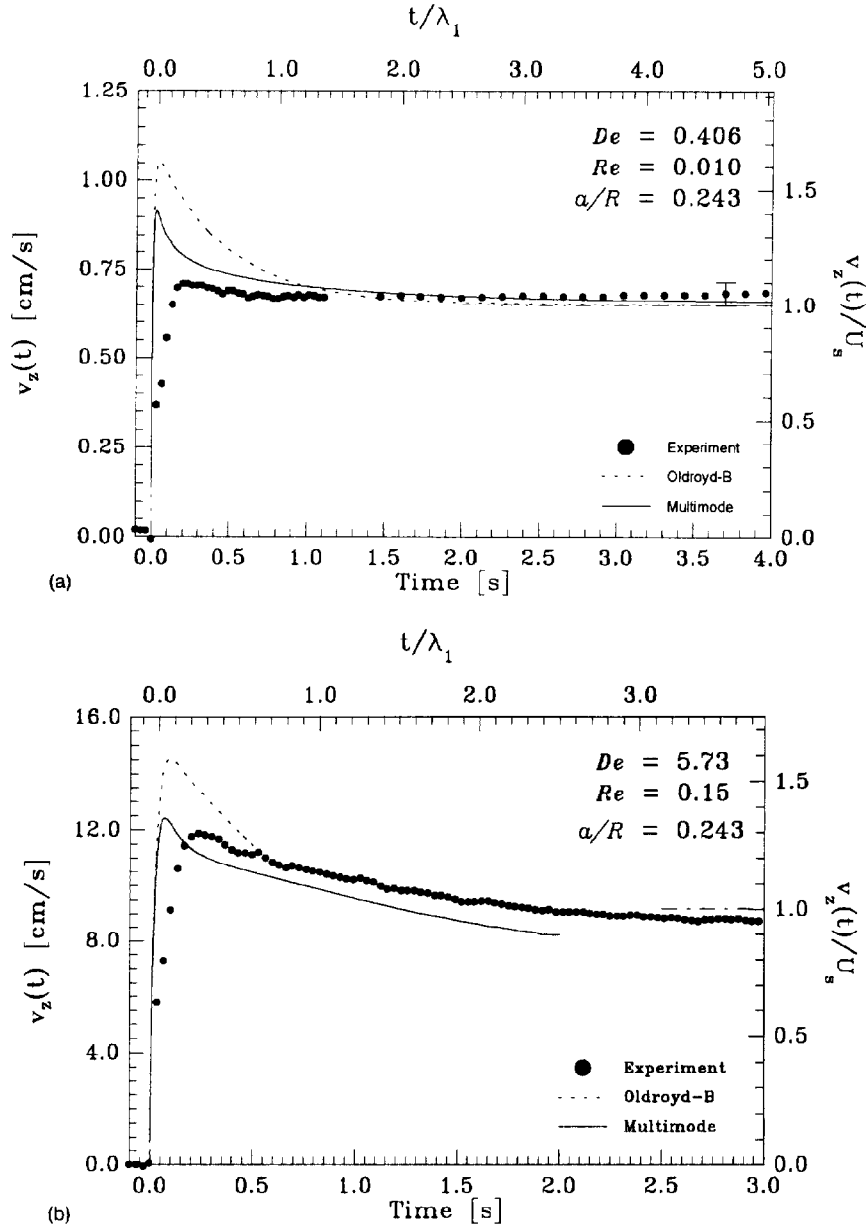 t/λ₁
0.0 1.0 2.0 3.0 4.0 5.0
1.25
1.00
0.75
0.50
0.25
0.00
v_z(t) [cm/s]
De = 0.406
Re = 0.010
a/R = 0.243
1.5
1.0
0.5
0.0
v_z(t)/U_s
Experiment
Oldroyd-B
Multimode
0.0 0.5 1.0 1.5 2.0 2.5 3.0 3.5 4.0
Time [s]
(a)
t/λ₁
0.0 1.0 2.0 3.0
16.0
12.0
8.0
4.0
0.0
v_z(t) [cm/s]
De = 5.73
Re = 0.15
a/R = 0.243
1.5
1.0
0.5
0.0
v_z(t)/U_s
Experiment
Oldroyd-B
Multimode
0.0 0.5 1.0 1.5 2.0 2.5 3.0
Time [s]
(b)